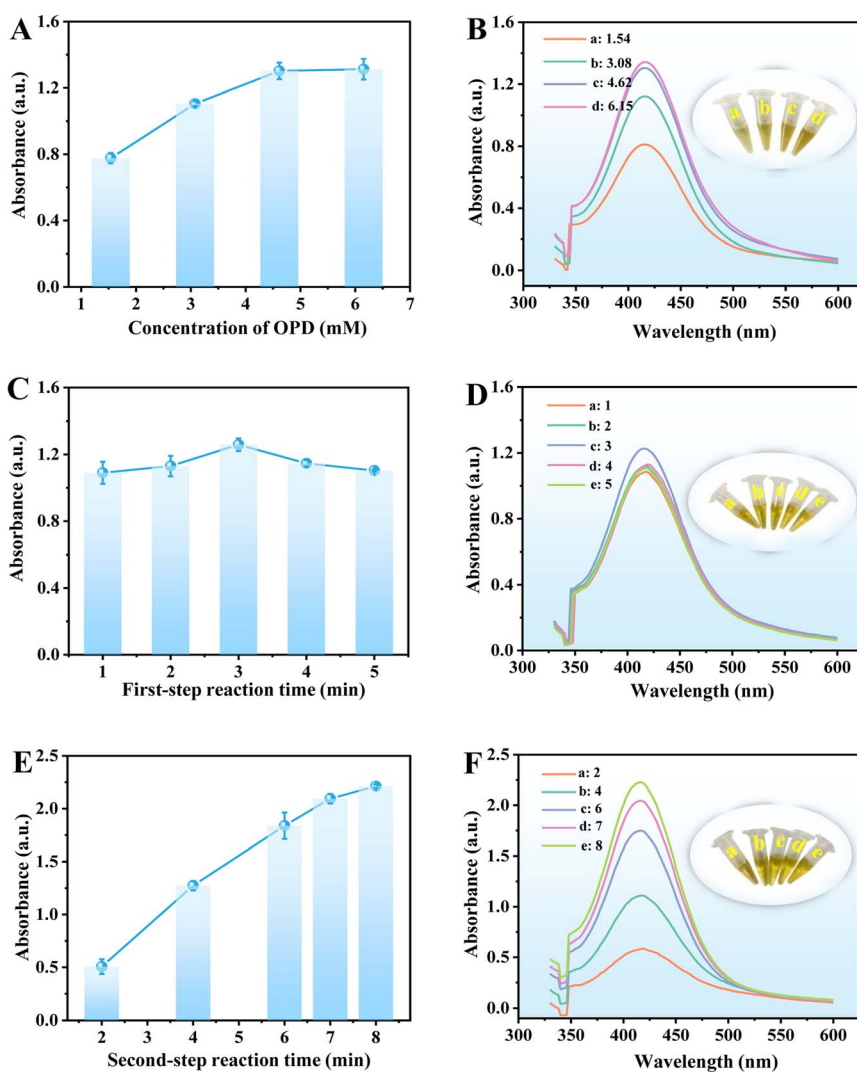 A
Absorbance (a.u.)
1.6
1.2
0.8
0.4
0.0
1 2 3 4 5 6 7
Concentration of OPD (mM)
B
Absorbance (a.u.)
1.6
1.2
0.8
0.4
0.0
a: 1.54
b: 3.08
c: 4.62
d: 6.15
a b c d
300 350 400 450 500 550 600
Wavelength (nm)
C
Absorbance (a.u.)
1.6
1.2
0.8
0.4
0.0
1 2 3 4 5
First-step reaction time (min)
D
Absorbance (a.u.)
1.6
1.2
0.8
0.4
0.0
a: 1
b: 2
c: 3
d: 4
e: 5
a b c d e
300 350 400 450 500 550 600
Wavelength (nm)
E
Absorbance (a.u.)
2.5
2.0
1.5
1.0
0.5
0.0
2 3 4 5 6 7 8
Second-step reaction time (min)
F
Absorbance (a.u.)
2.5
2.0
1.5
1.0
0.5
0.0
a: 2
b: 4
c: 6
d: 7
e: 8
a b c d e
300 350 400 450 500 550 600
Wavelength (nm)